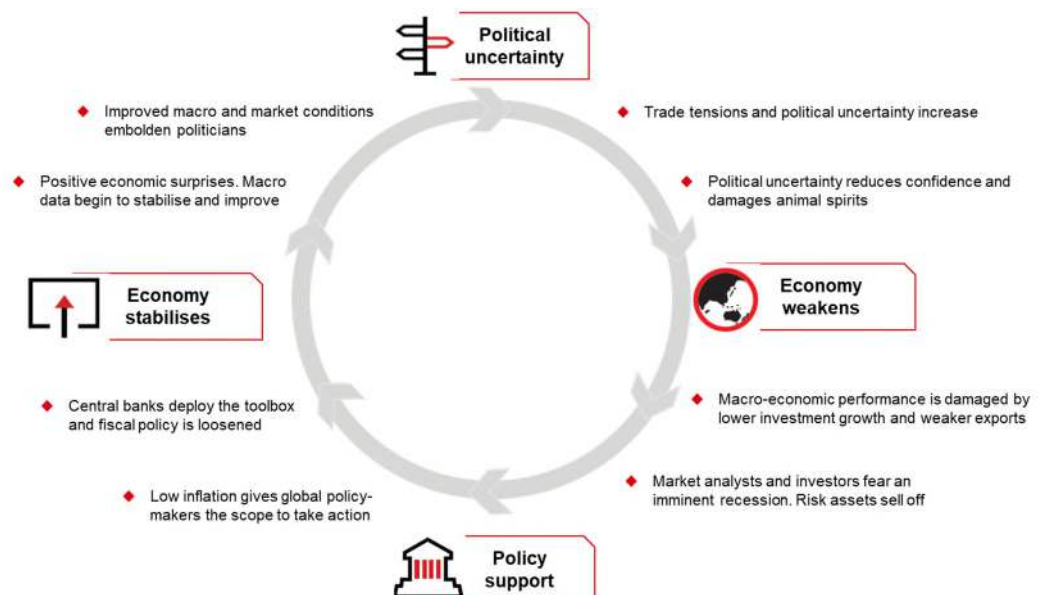 Political
uncertainty
Improved macro and market conditions
embolden politicians
Trade tensions and political uncertainty increase
Positive economic surprises. Macro
data begin to stabilise and improve
Political uncertainty reduces confidence and
damages animal spirits
Economy
stabilises
Economy
weakens
Central banks deploy the toolbox
and fiscal policy is loosened
Macro-economic performance is damaged by
lower investment growth and weaker exports
Low inflation gives global policy-
makers the scope to take action
Market analysts and investors fear an
imminent recession. Risk assets sell off
Policy
support